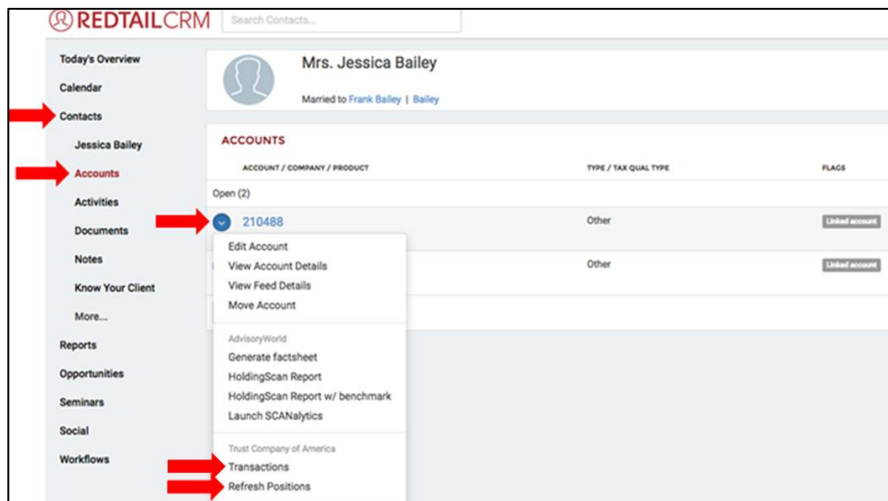 REDTAILCRM
Search Contacts...
Today's Overview
Calendar
Contacts
Jessica Bailey
Accounts
Activities
Documents
Notes
Know Your Client
More...
Reports
Opportunities
Seminars
Social
Workflows
Mrs. Jessica Bailey
Married to Frank Bailey | Bailey
ACCOUNTS
ACCOUNT / COMPANY / PRODUCT TYPE / TAX QUAL TYPE FLAGS
Open (2)
210488 Other Linked account
Other Linked account
Edit Account
View Account Details
View Feed Details
Move Account
AdvisoryWorld
Generate factsheet
HoldingScan Report
HoldingScan Report w/ benchmark
Launch SCANalytics
Trust Company of America
Transactions
Refresh Positions